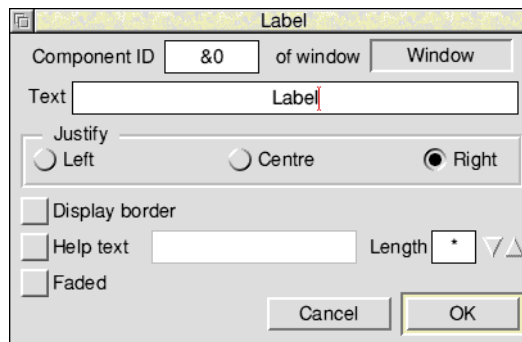 Label
Component ID &0 of window Window
Text Label
Justify
Left Centre Right
Display border
Help text Length *
Faded
Cancel OK